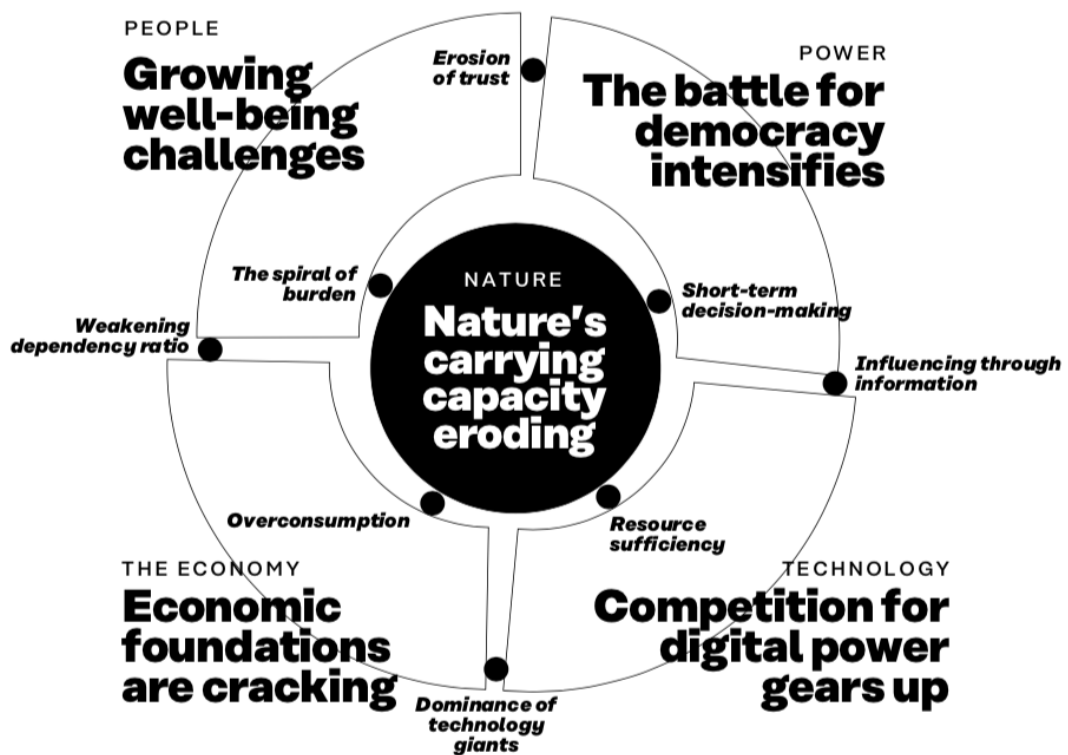 PEOPLE
Growing
well-being
challenges
Erosion
of trust
POWER
The battle for
democracy
intensifies
The spiral of
burden
NATURE
Nature's
carrying
capacity
eroding
Short-term
decision-making
Weakening
dependency ratio
Influencing through
information
Overconsumption
Resource
sufficiency
THE ECONOMY
Economic
foundations
are cracking
TECHNOLOGY
Competition for
digital power
gears up
Dominance of
technology
giants